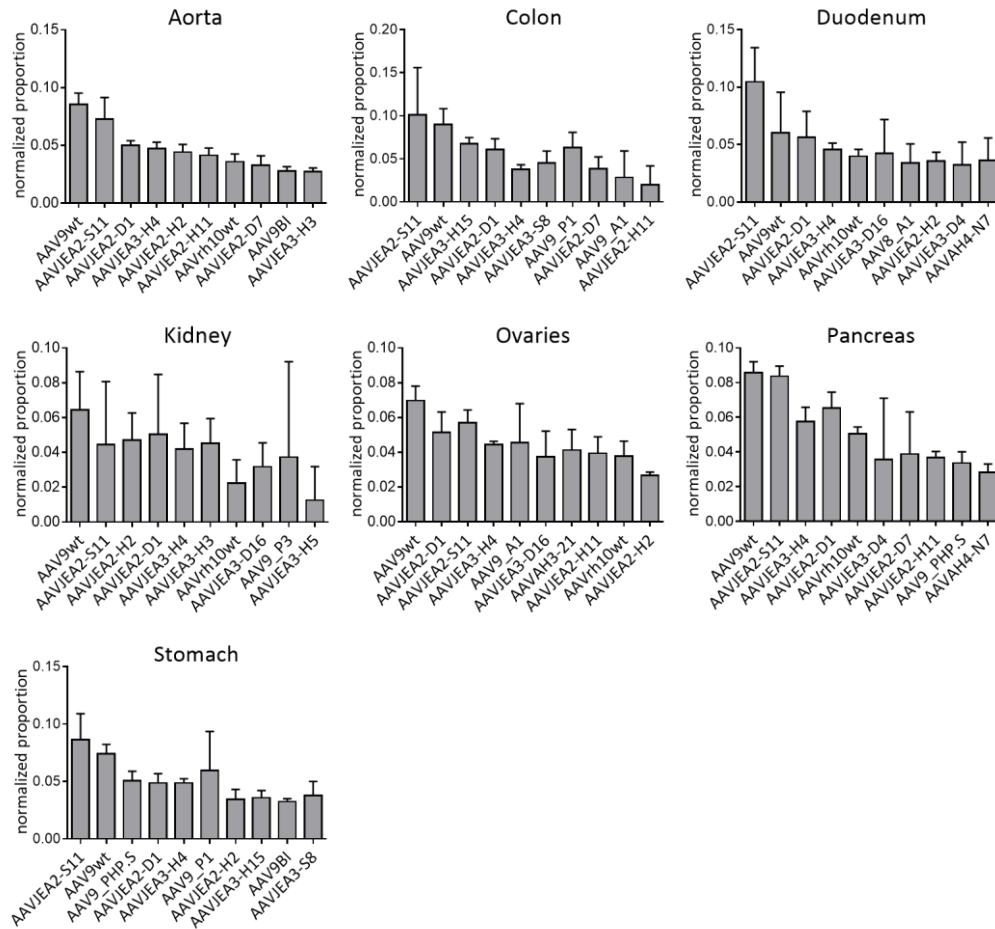 Aorta
normalized proportion
0.15
0.10
0.05
0.00
AAV9wt
AAVJEA2-S11
AAVJEA2-D1
AAVJEA3-H4
AAVJEA2-H2
AAVJEA2-H11
AAVrh10wt
AAVJEA2-D7
AAV9BI
AAVJEA3-H3
Colon
normalized proportion
0.20
0.15
0.10
0.05
0.00
AAVJEA2-S11
AAV9wt
AAVJEA3-H15
AAVJEA2-D1
AAVJEA3-H4
AAVJEA3-S8
AAV9_P1
AAVJEA2-D7
AAV9_A1
AAVJEA2-H11
Duodenum
normalized proportion
0.15
0.10
0.05
0.00
AAVJEA2-S11
AAV9wt
AAVJEA2-D1
AAVJEA3-H4
AAVrh10wt
AAVJEA3-D16
AAV8_A1
AAVJEA2-H2
AAVJEA3-D4
AAVAH4-N7
Kidney
normalized proportion
0.10
0.08
0.06
0.04
0.02
0.00
AAV9wt
AAVJEA2-S11
AAVJEA2-H2
AAVJEA2-D1
AAVJEA3-H4
AAVJEA3-H3
AAVrh10wt
AAVJEA3-D16
AAV9_P3
AAVJEA3-H5
Ovaries
normalized proportion
0.10
0.08
0.06
0.04
0.02
0.00
AAV9wt
AAVJEA2-D1
AAVJEA2-S11
AAVJEA3-H4
AAV9_A1
AAVJEA3-D16
AAVAH3-21
AAVJEA2-H11
AAVrh10wt
AAVJEA2-H2
Pancreas
normalized proportion
0.10
0.08
0.06
0.04
0.02
0.00
AAV9wt
AAVJEA2-S11
AAVJEA3-H4
AAVJEA2-D1
AAVrh10wt
AAVJEA3-D4
AAVJEA2-D7
AAVJEA2-H11
AAV9_PHP.S
AAVAH4-N7
Stomach
normalized proportion
0.15
0.10
0.05
0.00
AAVJEA2-S11
AAV9wt
AAV9_PHP.S
AAVJEA2-D1
AAVJEA3-H4
AAV9_P1
AAVJEA2-H2
AAVJEA3-H15
AAV9BI
AAVJEA3-S8